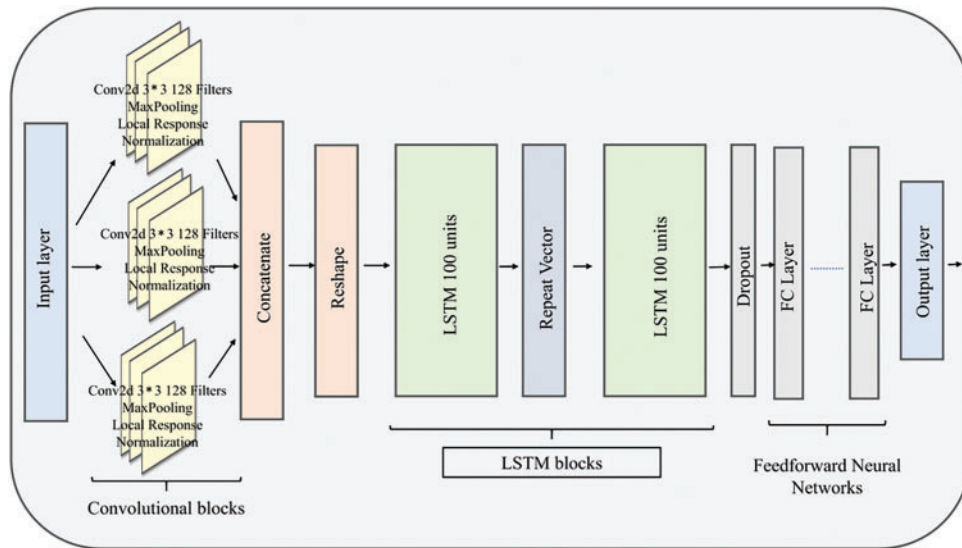 Input layer
Conv2d 3*3 128 Filters
MaxPooling
Local Response
Normalization
Conv2d 3*3 128 Filters
MaxPooling
Local Response
Normalization
Conv2d 3*3 128 Filters
MaxPooling
Local Response
Normalization
Convolutional blocks
Concatenate
Reshape
LSTM 100 units
Repeat Vector
LSTM 100 units
LSTM blocks
Dropout
FC Layer
FC Layer
Feedforward Neural
Networks
Output layer